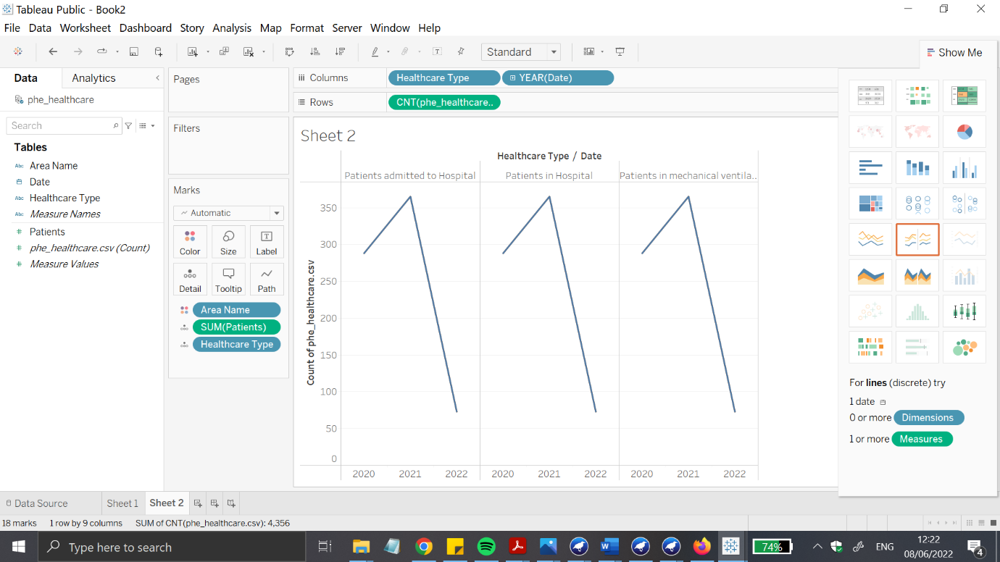 Tableau Public - Book2
File Data Worksheet Dashboard Story Analysis Map Format Server Window Help
Standard
Show Me
Data Analytics
phe_healthcare
Search
Tables
Abc Area Name
Date
Abc Healthcare Type
Abc Measure Names
# Patients
# phe_healthcare.csv (Count)
# Measure Values
Pages
Filters
Marks
Automatic
Color Size Label
Detail Tooltip Path
Area Name
SUM(Patients)
Healthcare Type
Columns Healthcare Type YEAR(Date)
Rows CNT(phe_healthcare..
Sheet 2
Healthcare Type / Date
Patients admitted to Hospital Patients in Hospital Patients in mechanical ventila..
Count of phe_healthcare.csv
350
300
250
200
150
100
50
0
2020 2021 2022 2020 2021 2022 2020 2021 2022
For lines (discrete) try
1 date
0 or more Dimensions
1 or more Measures
Data Source Sheet 1 Sheet 2
18 marks 1 row by 9 columns SUM of CNT(phe_healthcare.csv): 4,356
Type here to search
74%
ENG
12:22
08/06/2022
4